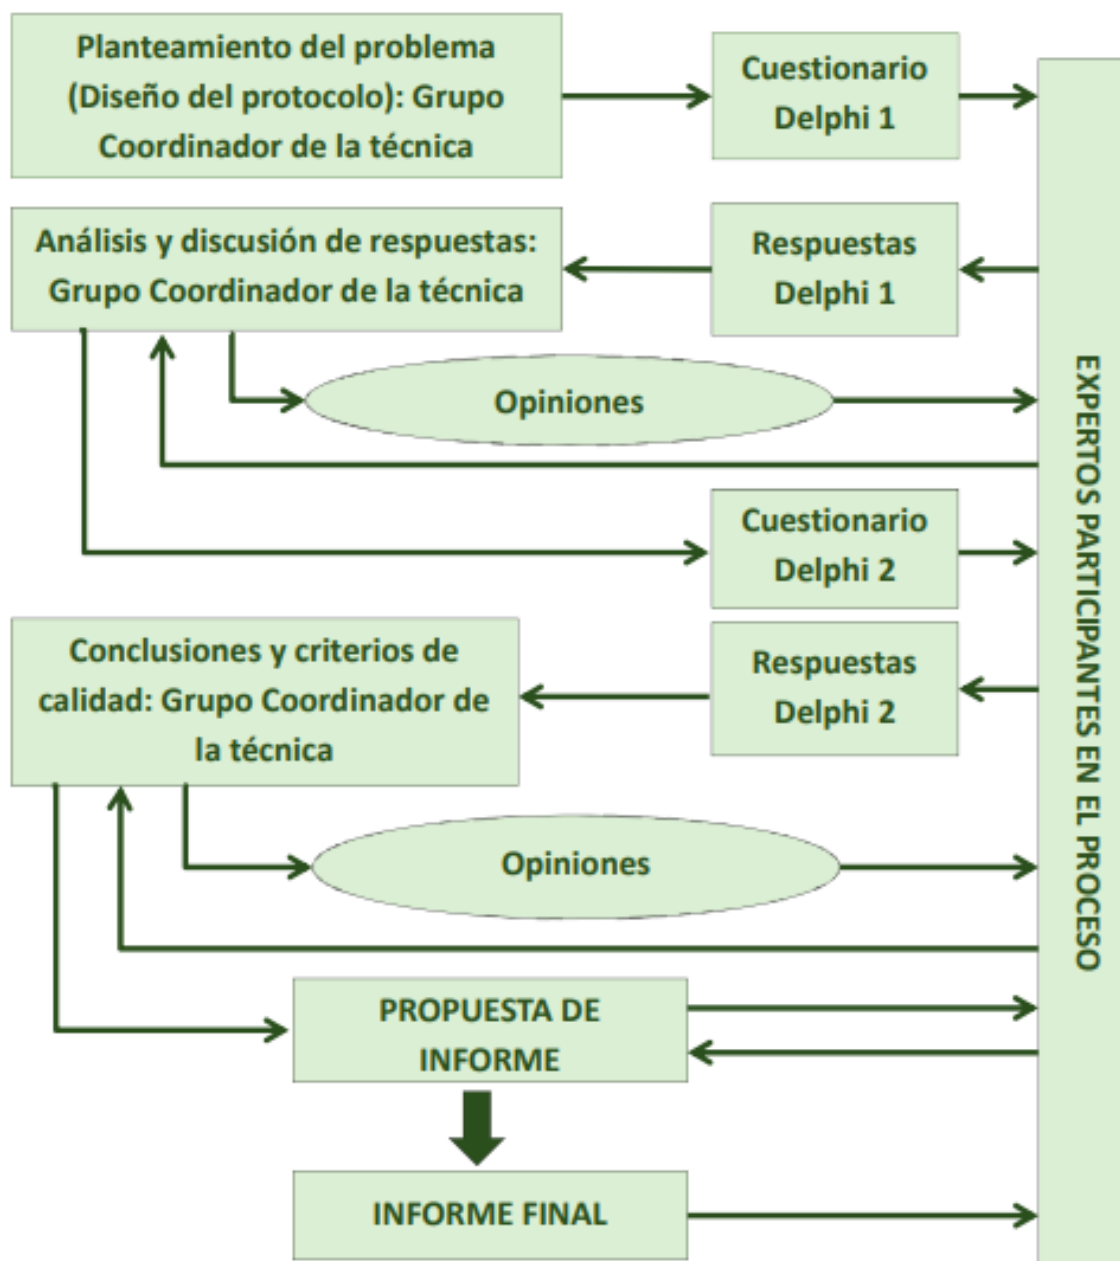 Planteamiento del problema
(Diseño del protocolo): Grupo
Coordinador de la técnica
Cuestionario
Delphi 1
Análisis y discusión de respuestas:
Grupo Coordinador de la técnica
Respuestas
Delphi 1
Opiniones
Cuestionario
Delphi 2
Conclusiones y criterios de
calidad: Grupo Coordinador de
la técnica
Respuestas
Delphi 2
Opiniones
PROPUESTA DE
INFORME
INFORME FINAL
EXPERTOS PARTICIPANTES EN EL PROCESO